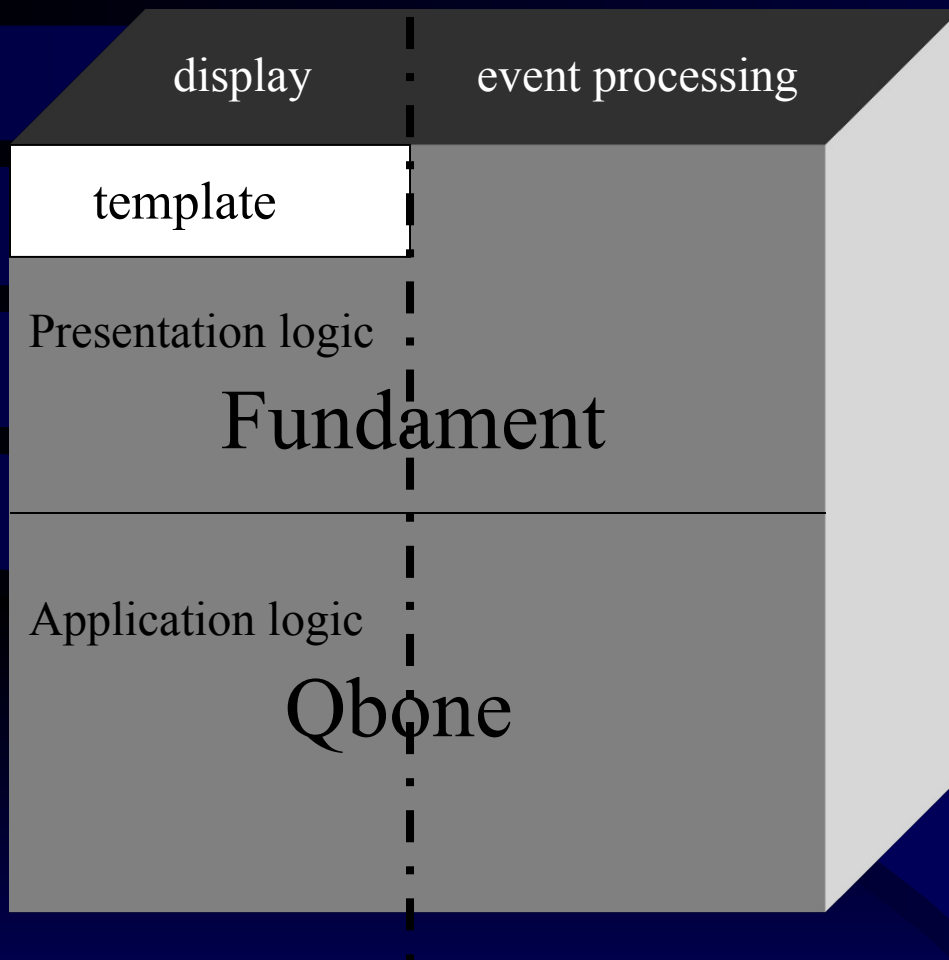 display
event processing
template
Presentation logic
Fundament
Application logic
Qbone